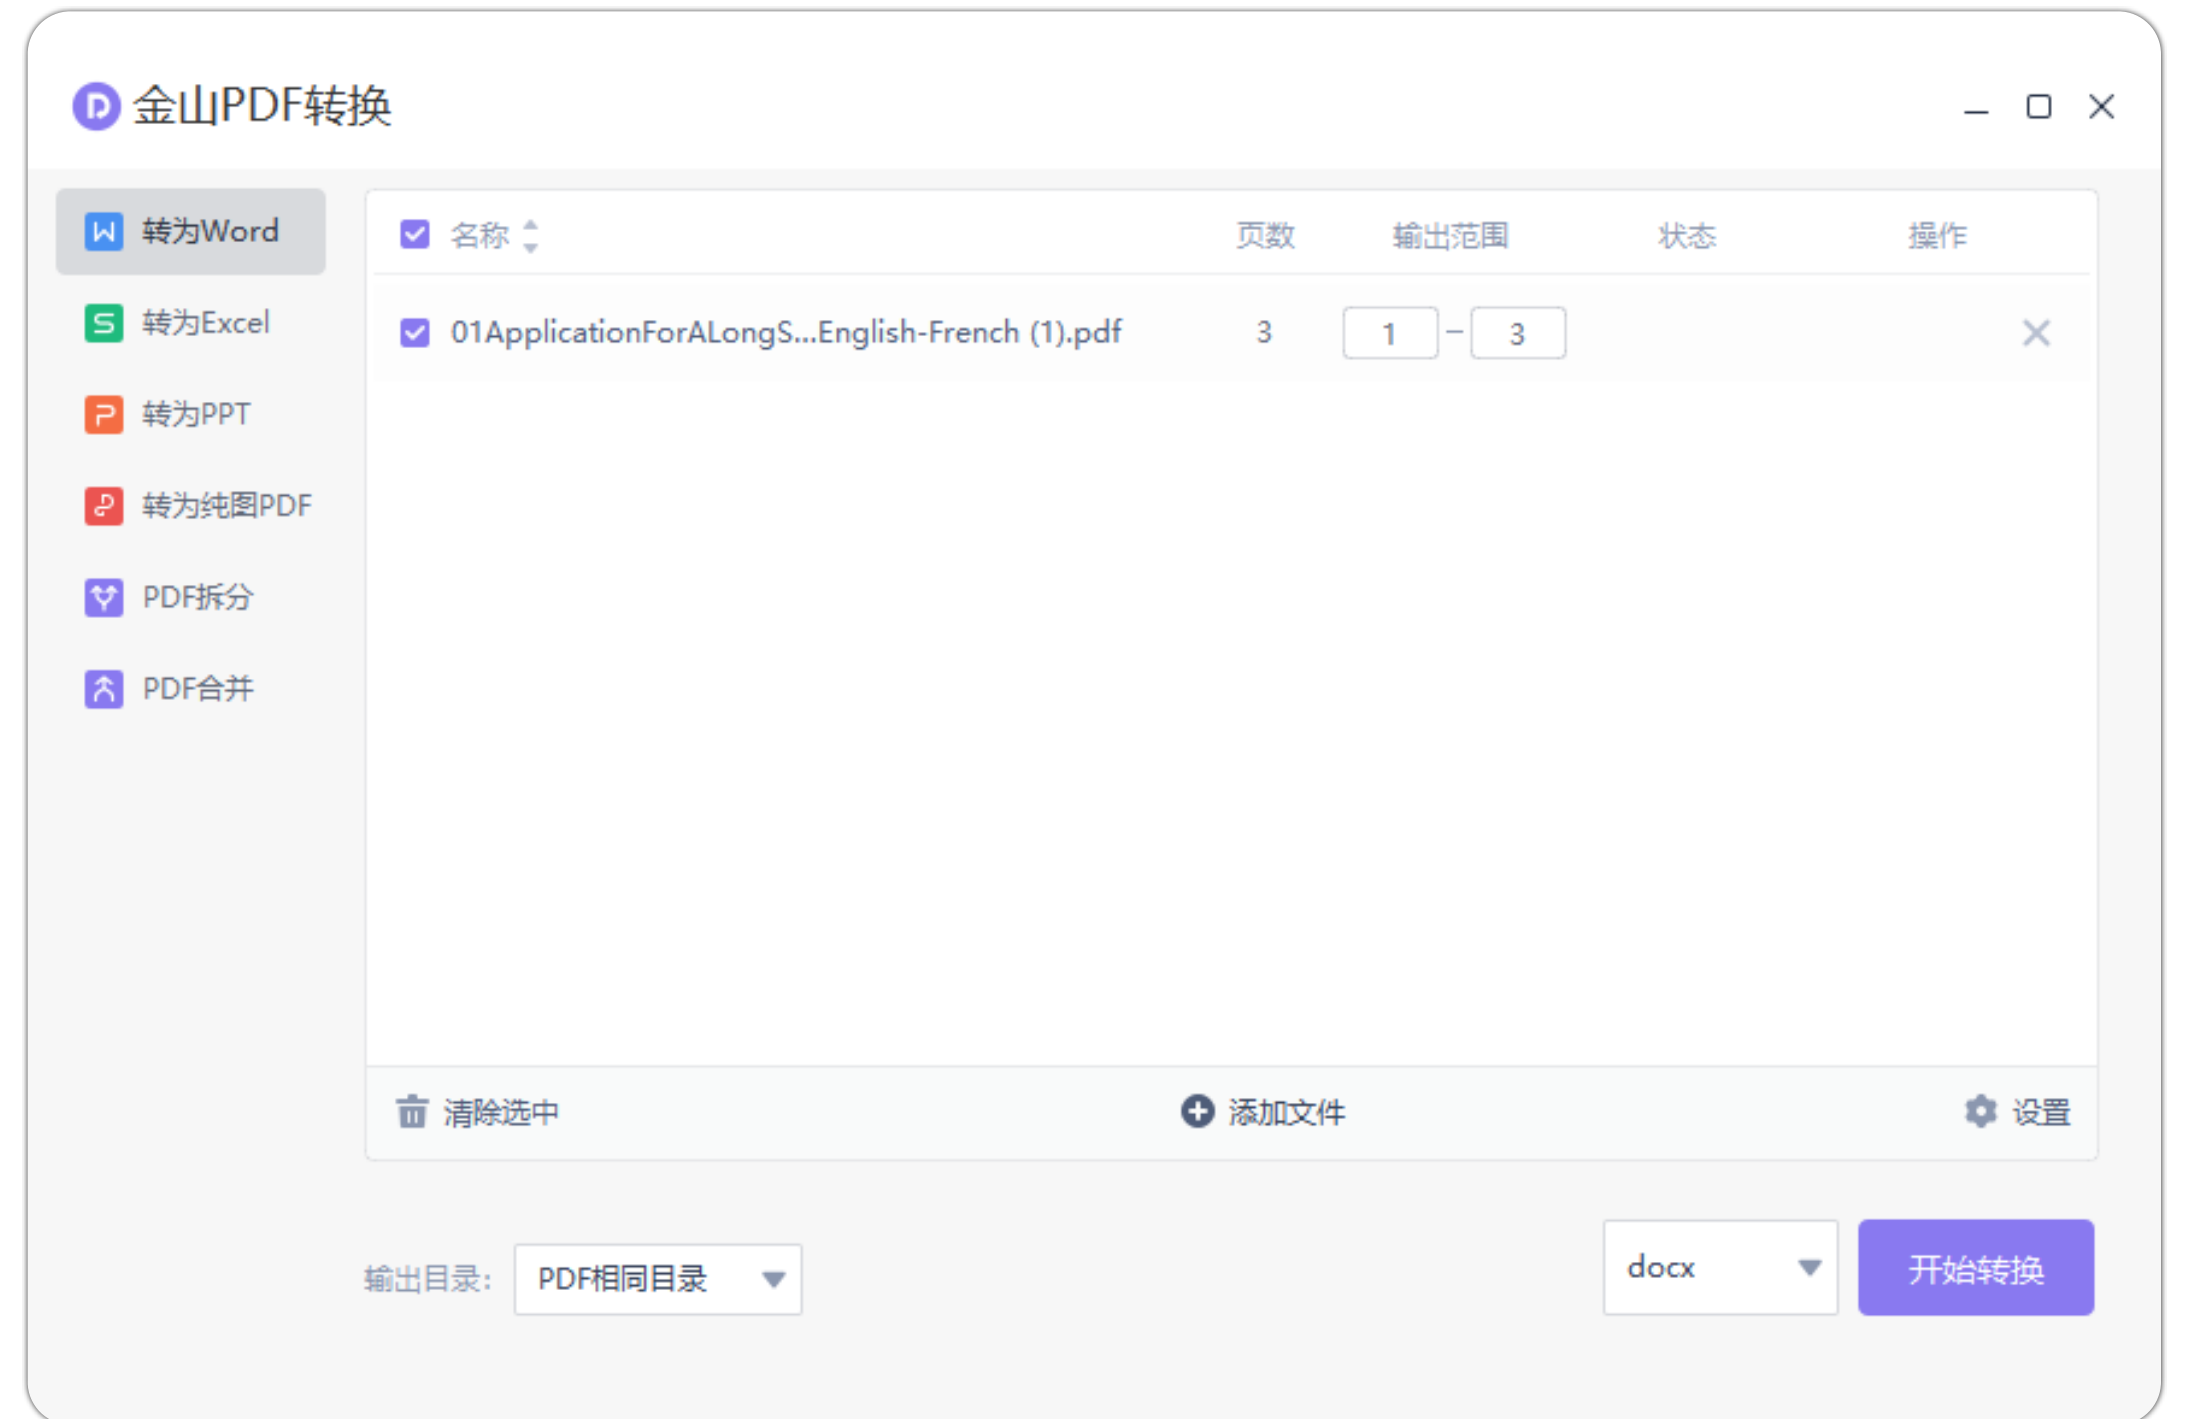 金山PDF转换
转为Word
转为Excel
转为PPT
转为纯图PDF
PDF拆分
PDF合并
名称 页数 输出范围 状态 操作
01ApplicationForALongS...English-French (1).pdf 3 1 – 3
清除选中 添加文件 设置
输出目录: PDF相同目录 docx 开始转换